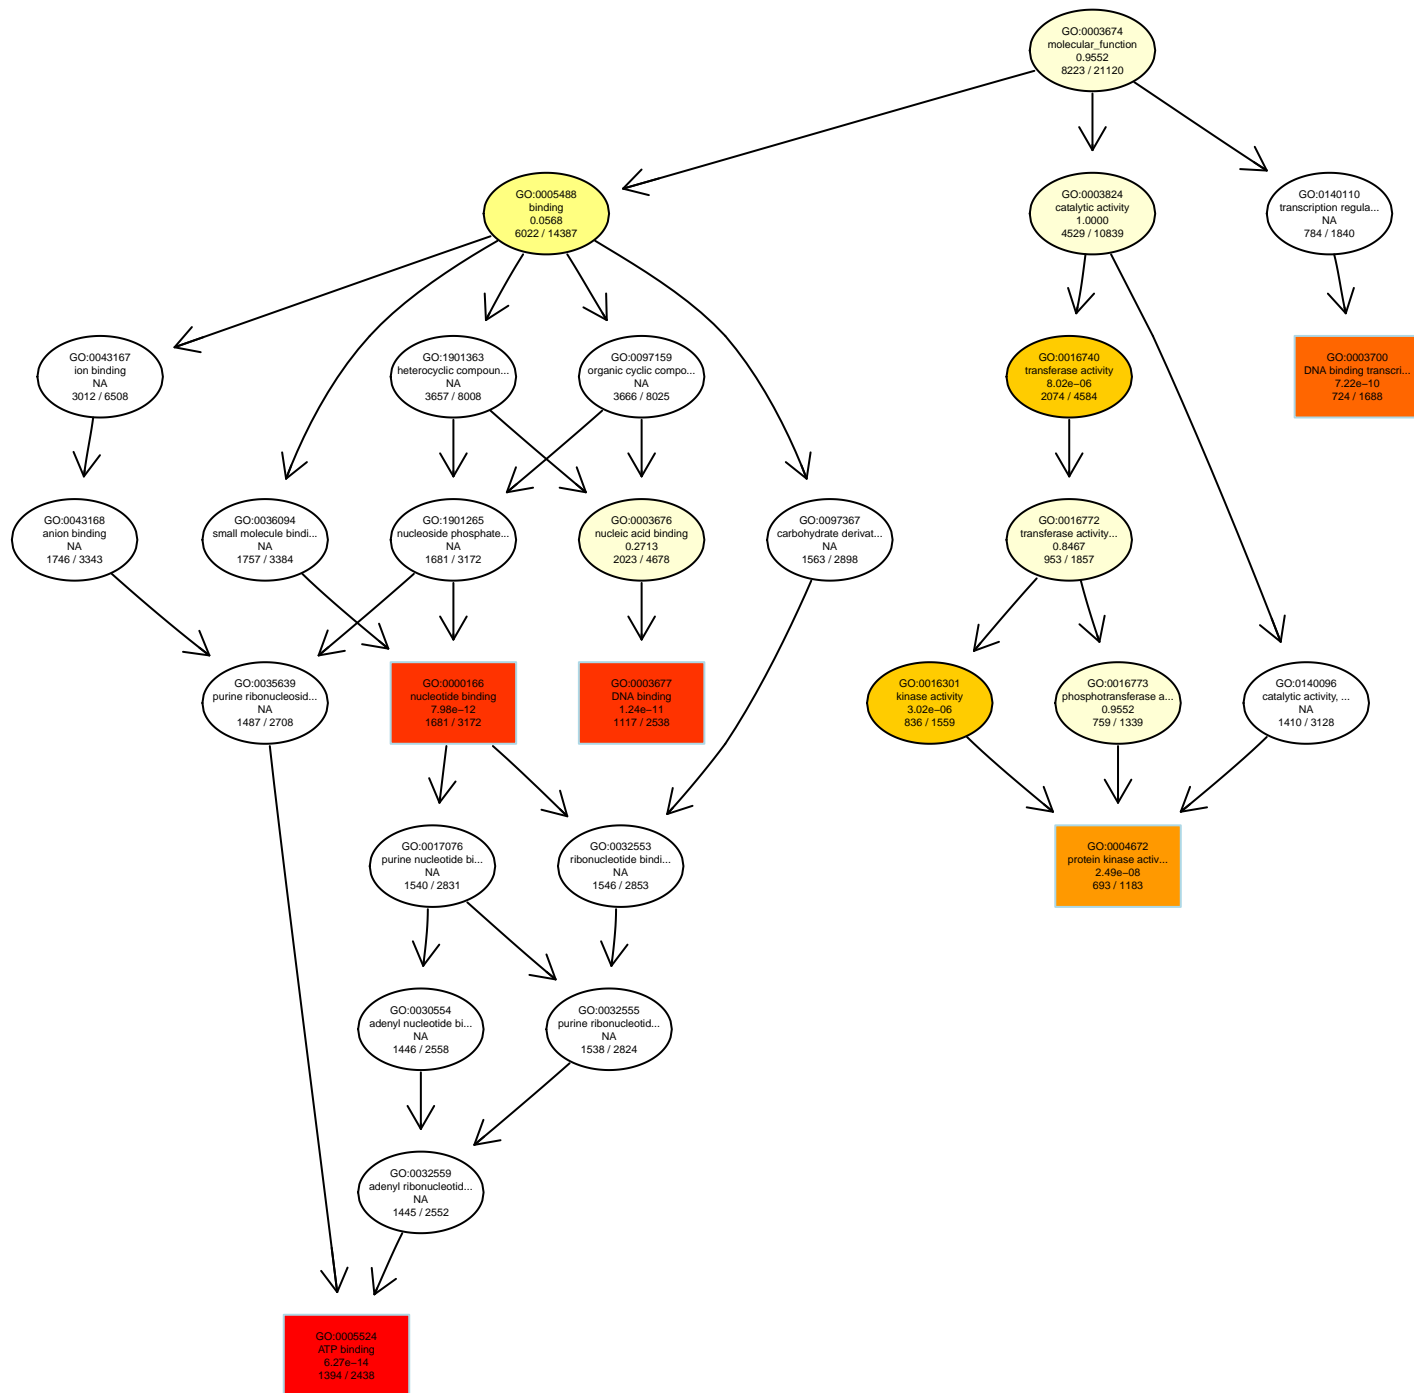 GO:0003674
molecular_function
0.9552
8223 / 21120
GO:0005488
binding
0.0568
6022 / 14387
GO:0003824
catalytic activity
1.0000
4529 / 10839
GO:0140110
transcription regula...
NA
784 / 1840
GO:0043167
ion binding
NA
3012 / 6508
GO:1901363
heterocyclic compoun...
NA
3657 / 8008
GO:0097159
organic cyclic compo...
NA
3666 / 8025
GO:0016740
transferase activity
8.02e−06
2074 / 4584
GO:0003700
DNA binding transcri...
7.22e−10
724 / 1688
GO:0043168
anion binding
NA
1746 / 3343
GO:0036094
small molecule bindi...
NA
1757 / 3384
GO:1901265
nucleoside phosphate...
NA
1681 / 3172
GO:0003676
nucleic acid binding
0.2713
2023 / 4678
GO:0097367
carbohydrate derivat...
NA
1563 / 2898
GO:0016772
transferase activity...
0.8467
953 / 1857
GO:0035639
purine ribonucleosid...
NA
1487 / 2708
GO:0000166
nucleotide binding
7.98e−12
1681 / 3172
GO:0003677
DNA binding
1.24e−11
1117 / 2538
GO:0016301
kinase activity
3.02e−06
836 / 1559
GO:0016773
phosphotransferase a...
0.9552
759 / 1339
GO:0140096
catalytic activity, ...
NA
1410 / 3128
GO:0017076
purine nucleotide bi...
NA
1540 / 2831
GO:0032553
ribonucleotide bindi...
NA
1546 / 2853
GO:0004672
protein kinase activ...
2.49e−08
693 / 1183
GO:0030554
adenyl nucleotide bi...
NA
1446 / 2558
GO:0032555
purine ribonucleotid...
NA
1538 / 2824
GO:0032559
adenyl ribonucleotid...
NA
1445 / 2552
GO:0005524
ATP binding
6.27e−14
1394 / 2438